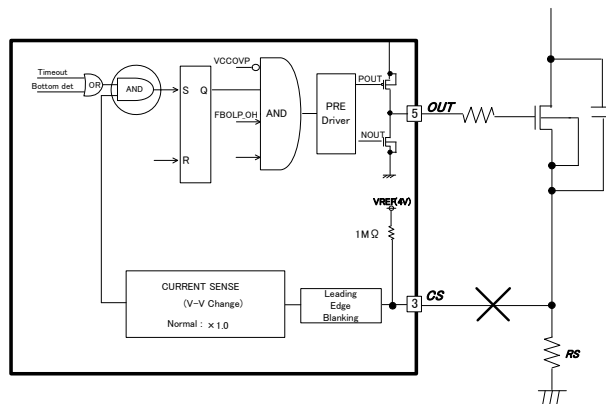 VCCOVP
Timeout
Bottom det
OR
AND
S Q
R
FBOLP_OH
AND
PRE
Driver
POUT
NOUT
5
OUT
VREF(4V)
1MΩ
CURRENT SENSE
(V-V Change)
Normal : ×1.0
Leading
Edge
Blanking
3
CS
RS